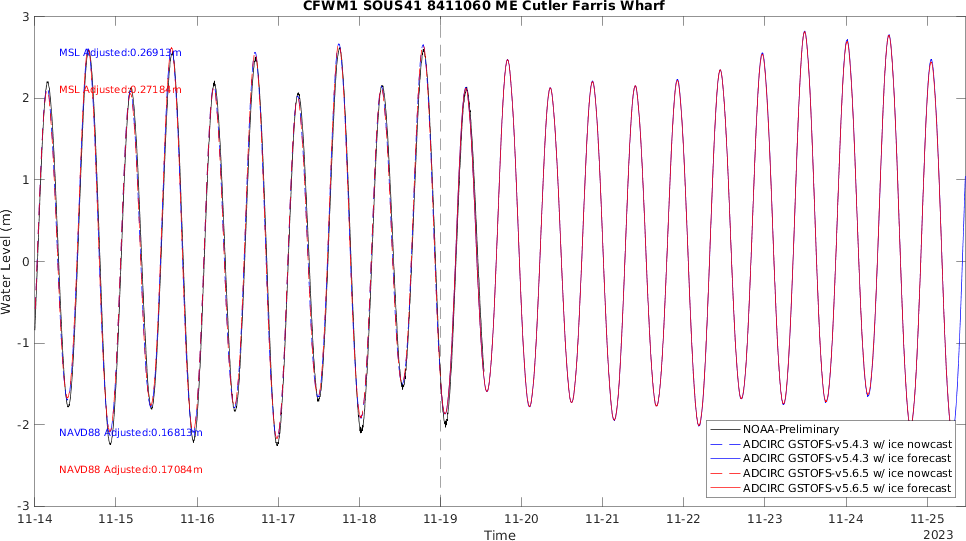 CFWM1 SOUS41 8411060 ME Cutler Farris Wharf
3
MSL Adjusted:0.26913m
MSL Adjusted:0.27184m
2
1
Water Level (m)
0
-1
-2
NAVD88 Adjusted:0.16813m
NAVD88 Adjusted:0.17084m
-3
NOAA-Preliminary
ADCIRC GSTOFS-v5.4.3 w/ ice nowcast
ADCIRC GSTOFS-v5.4.3 w/ ice forecast
ADCIRC GSTOFS-v5.6.5 w/ ice nowcast
ADCIRC GSTOFS-v5.6.5 w/ ice forecast
11-14 11-15 11-16 11-17 11-18 11-19 11-20 11-21 11-22 11-23 11-24 11-25
Time
2023